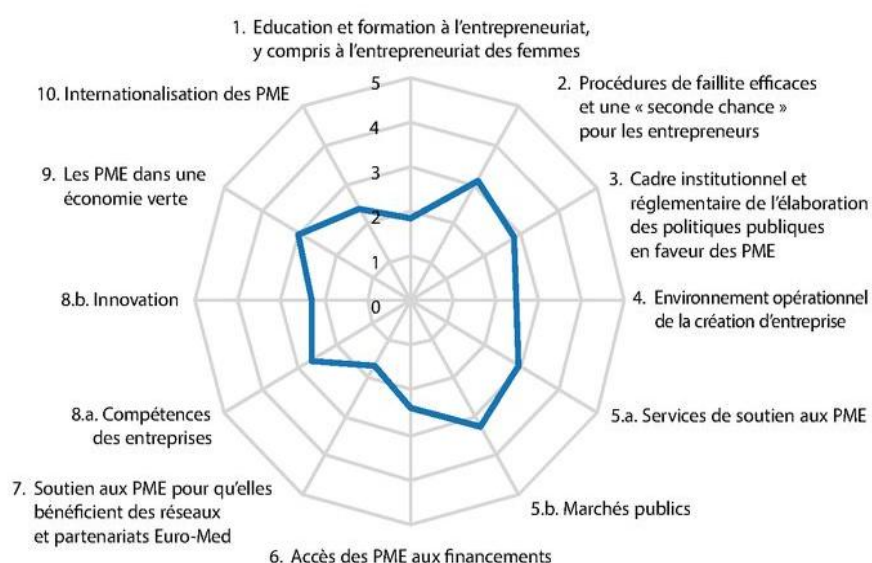 1. Education et formation à l'entrepreneuriat,
y compris à l'entrepreneuriat des femmes
2. Procédures de faillite efficaces
et une « seconde chance »
pour les entrepreneurs
3. Cadre institutionnel et
réglementaire de l'élaboration
des politiques publiques
en faveur des PME
4. Environnement opérationnel
de la création d'entreprise
5.a. Services de soutien aux PME
5.b. Marchés publics
6. Accès des PME aux financements
7. Soutien aux PME pour qu'elles
bénéficient des réseaux
et partenariats Euro-Med
8.a. Compétences
des entreprises
8.b. Innovation
9. Les PME dans une
économie verte
10. Internationalisation des PME
5
4
3
2
1
0